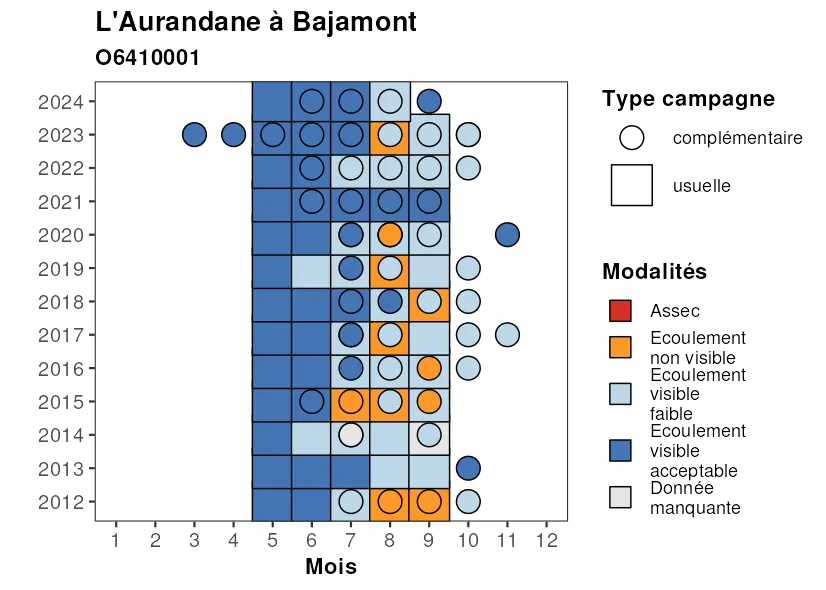 L'Aurandane à Bajamont
O6410001
2024
2023
2022
2021
2020
2019
2018
2017
2016
2015
2014
2013
2012
1 2 3 4 5 6 7 8 9 10 11 12
Mois
Type campagne
complémentaire
usuelle
Modalités
Assec
Ecoulement
non visible
Ecoulement
visible
faible
Ecoulement
visible
acceptable
Donnée
manquante